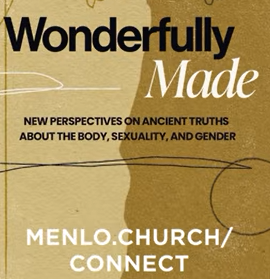 Wonderfully
Made
NEW PERSPECTIVES ON ANCIENT TRUTHS
ABOUT THE BODY, SEXUALITY, AND GENDER
MENLO.CHURCH/
CONNECT